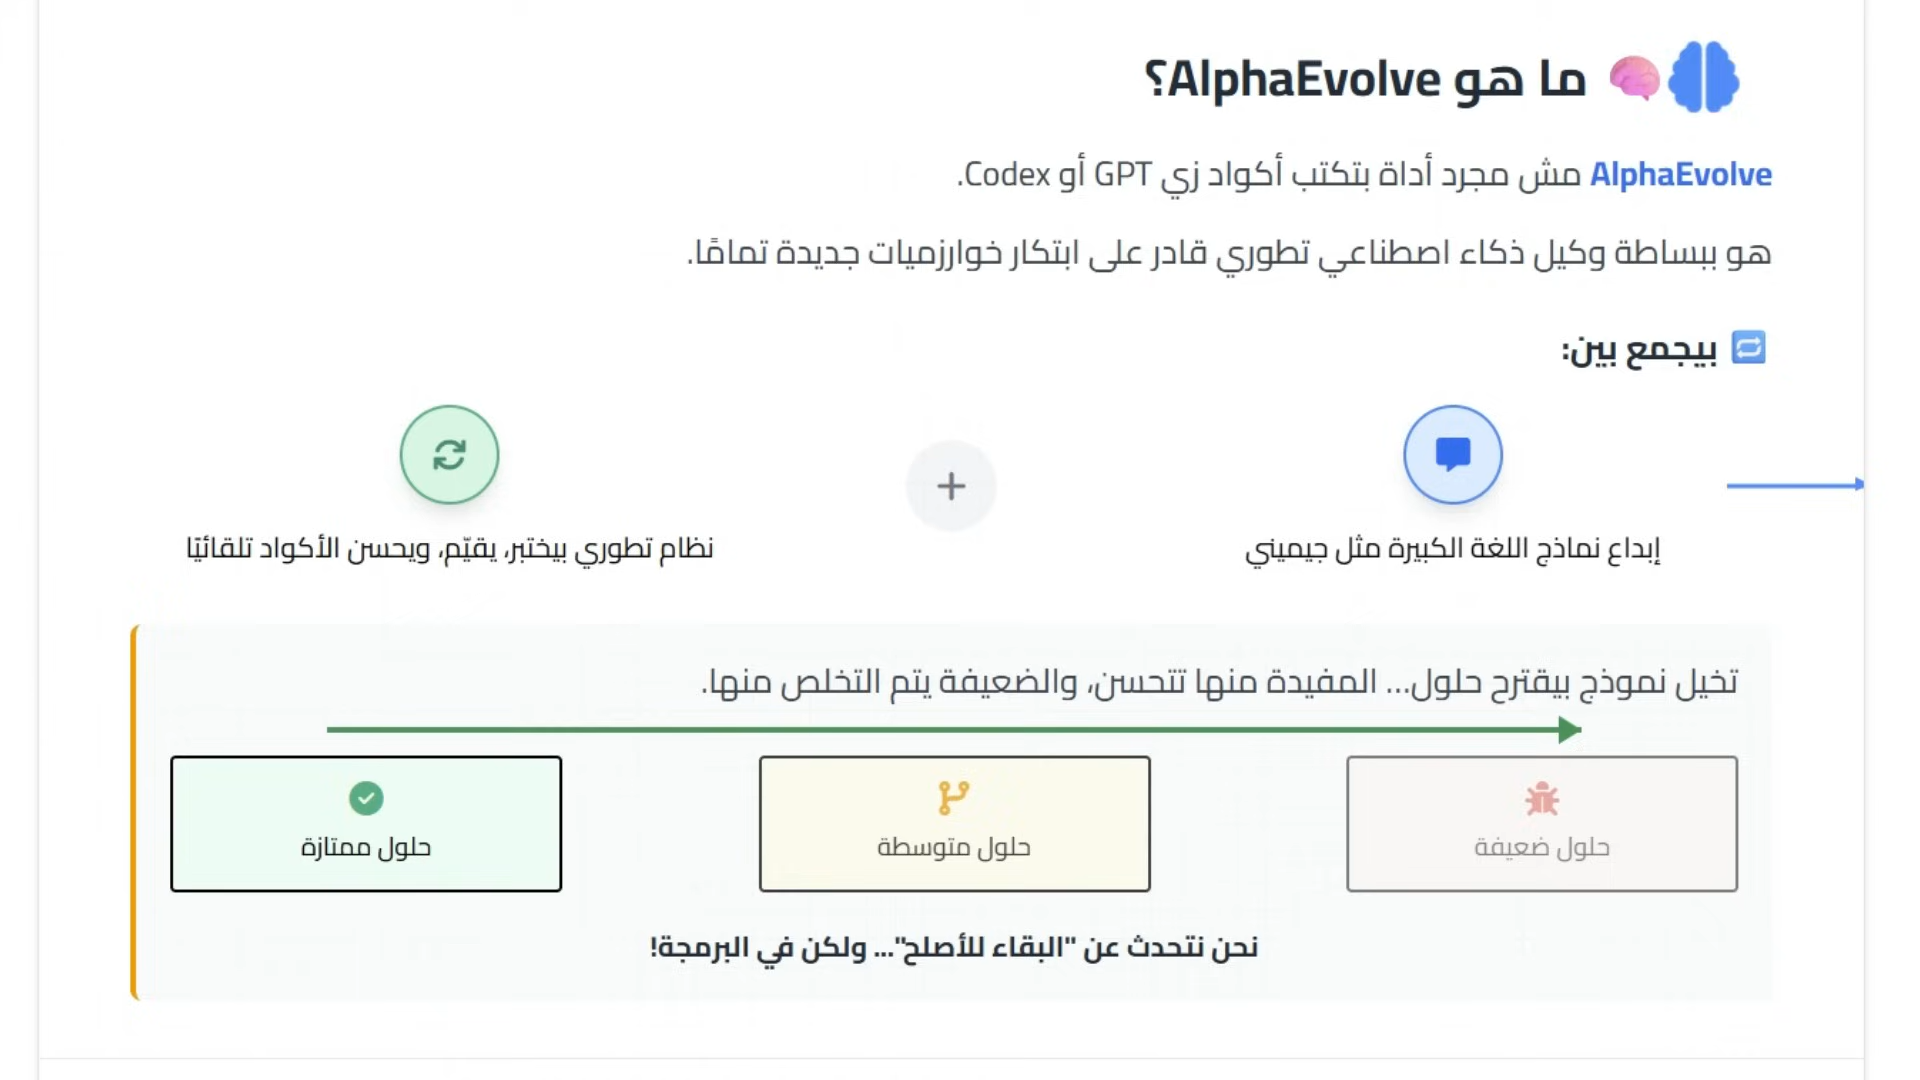 ما هو AlphaEvolve؟
AlphaEvolve مش مجرد أداة بتكتب أكواد زي GPT أو Codex.
هو ببساطة وكيل ذكاء اصطناعي تطوري قادر على ابتكار خوارزميات جديدة تمامًا.
بيجمع بين:
إبداع نماذج اللغة الكبيرة مثل جيميني
+
نظام تطوري بيختبر، يقيّم، ويحسن الأكواد تلقائيًا
تخيل نموذج بيقترح حلول... المفيدة منها تتحسن، والضعيفة يتم التخلص منها.
حلول ضعيفة
حلول متوسطة
حلول ممتازة
نحن نتحدث عن "البقاء للأصلح"... ولكن في البرمجة!